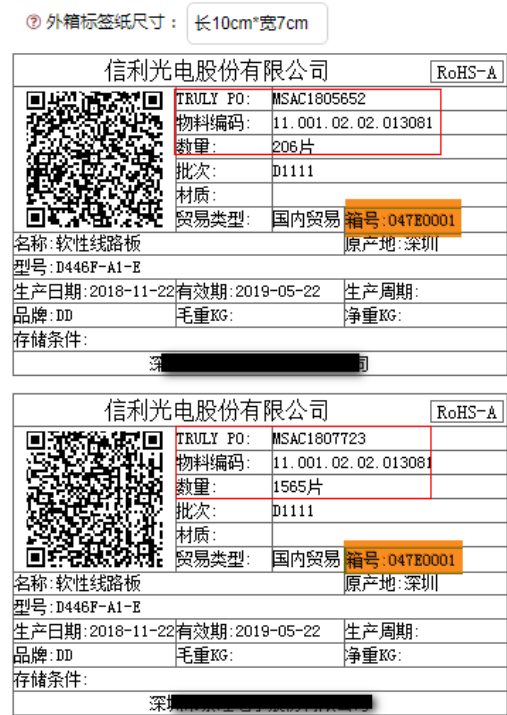 外箱标签纸尺寸： 长10cm*宽7cm
信利光电股份有限公司 RoHS-A
TRULY PO: MSAC1805652
物料编码: 11.001.02.02.013081
数量: 206片
批次: D1111
材质:
贸易类型: 国内贸易 箱号:047E0001
名称:软性线路板 原产地:深圳
型号:D446F-A1-E
生产日期:2018-11-22 有效期:2019-05-22 生产周期:
品牌:DD 毛重KG: 净重KG:
存储条件:
深
信利光电股份有限公司 RoHS-A
TRULY PO: MSAC1807723
物料编码: 11.001.02.02.013081
数量: 1565片
批次: D1111
材质:
贸易类型: 国内贸易 箱号:047E0001
名称:软性线路板 原产地:深圳
型号:D446F-A1-E
生产日期:2018-11-22 有效期:2019-05-22 生产周期:
品牌:DD 毛重KG: 净重KG:
存储条件:
深